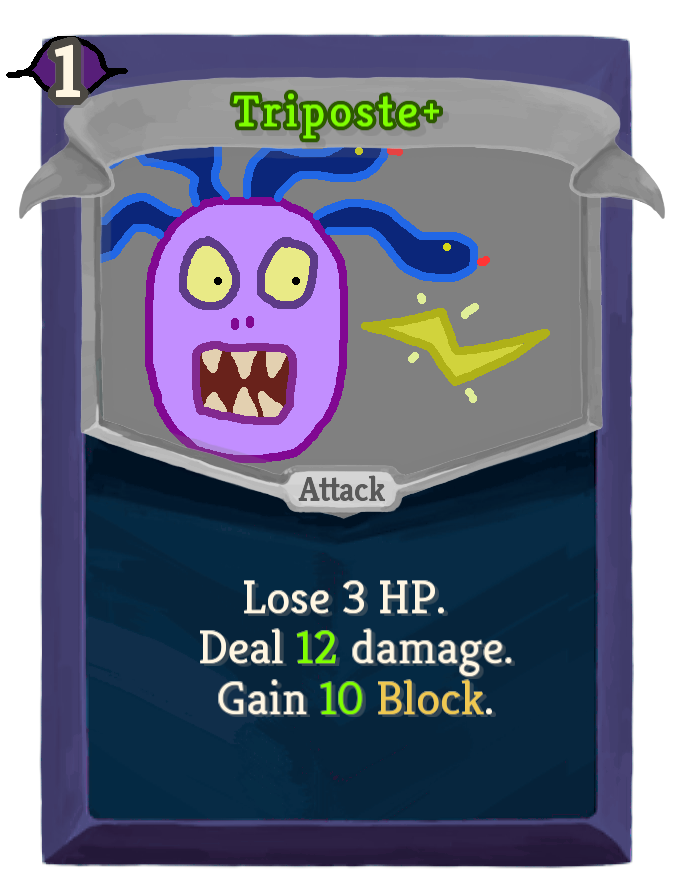 1
Triposte+
Attack
Lose 3 HP.
Deal 12 damage.
Gain 10 Block.